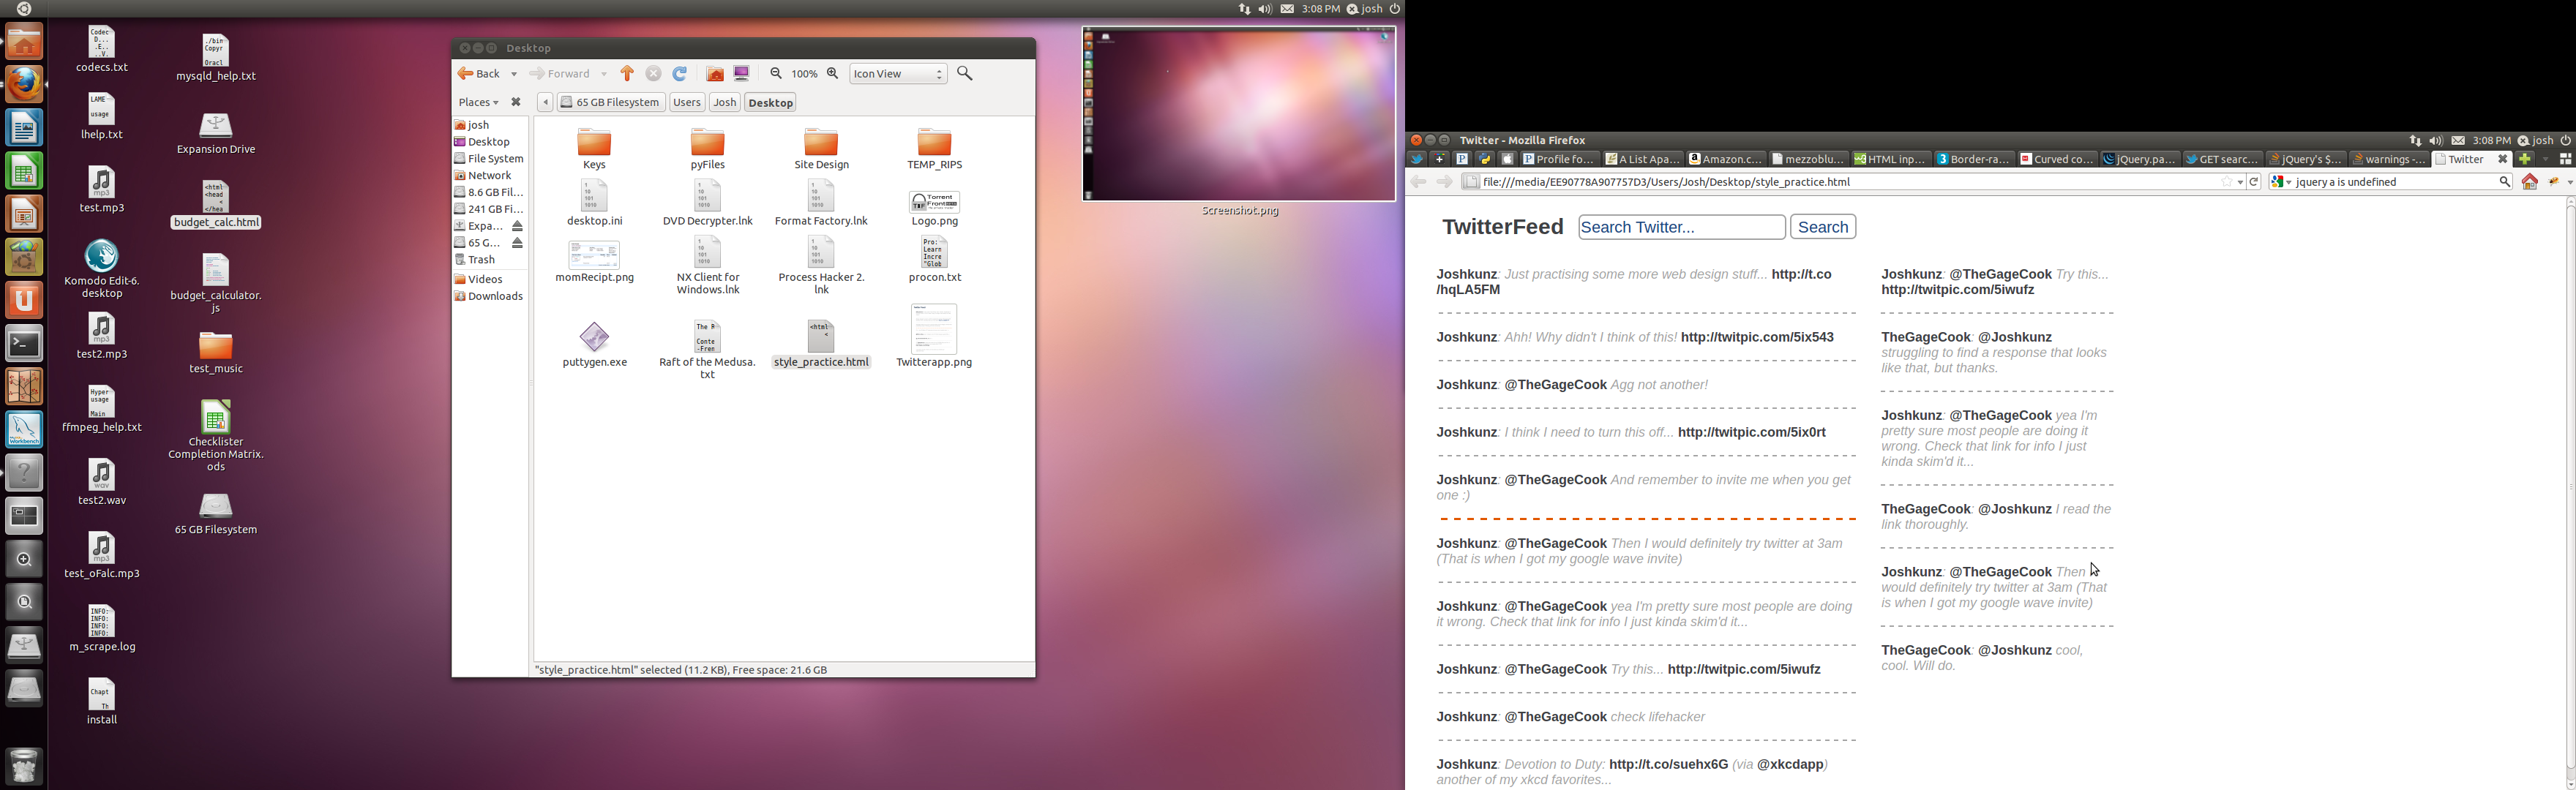 3:08 PM josh
codecs.txt
mysqld_help.txt
lhelp.txt
Expansion Drive
test.mp3
budget_calc.html
Komodo Edit-6.
desktop
budget_calculator.
js
test2.mp3
test_music
ffmpeg_help.txt
Checklister
Completion Matrix.
ods
test2.wav
65 GB Filesystem
test_oFalc.mp3
m_scrape.log
install
Desktop
Back Forward 100% Icon View
Places 65 GB Filesystem Users Josh Desktop
josh
Desktop
File System
Network
8.6 GB Fil...
241 GB Fi...
Expa...
65 G...
Trash
Videos
Downloads
Keys pyFiles Site Design TEMP_RIPS
desktop.ini DVD Decrypter.lnk Format Factory.lnk Logo.png
momRecipt.png NX Client for
Windows.lnk
Process Hacker 2.
lnk
procon.txt
puttygen.exe Raft of the Medusa.
txt
style_practice.html Twitterapp.png
"style_practice.html" selected (11.2 KB), Free space: 21.6 GB
Screenshot.png
Twitter - Mozilla Firefox 3:08 PM josh
Profile fo... A List Apa... Amazon.c... mezzoblu... HTML inp... Border-ra... Curved co... jQuery.pa... GET searc... jQuery's $... warnings -... Twitter
file:///media/EE90778A907757D3/Users/Josh/Desktop/style_practice.html jquery a is undefined
TwitterFeed Search Twitter... Search
Joshkunz: Just practising some more web design stuff... http://t.co
/hqLA5FM
Joshkunz: Ahh! Why didn't I think of this! http://twitpic.com/5ix543
Joshkunz: @TheGageCook Agg not another!
Joshkunz: I think I need to turn this off... http://twitpic.com/5ix0rt
Joshkunz: @TheGageCook And remember to invite me when you get
one :)
Joshkunz: @TheGageCook Then I would definitely try twitter at 3am
(That is when I got my google wave invite)
Joshkunz: @TheGageCook yea I'm pretty sure most people are doing
it wrong. Check that link for info I just kinda skim'd it...
Joshkunz: @TheGageCook Try this... http://twitpic.com/5iwufz
Joshkunz: @TheGageCook check lifehacker
Joshkunz: Devotion to Duty: http://t.co/suehx6G (via @xkcdapp)
another of my xkcd favorites...
Joshkunz: @TheGageCook Try this...
http://twitpic.com/5iwufz
TheGageCook: @Joshkunz
struggling to find a response that looks
like that, but thanks.
Joshkunz: @TheGageCook yea I'm
pretty sure most people are doing it
wrong. Check that link for info I just
kinda skim'd it...
TheGageCook: @Joshkunz I read the
link thoroughly.
Joshkunz: @TheGageCook Then
would definitely try twitter at 3am (That
is when I got my google wave invite)
TheGageCook: @Joshkunz cool,
cool. Will do.